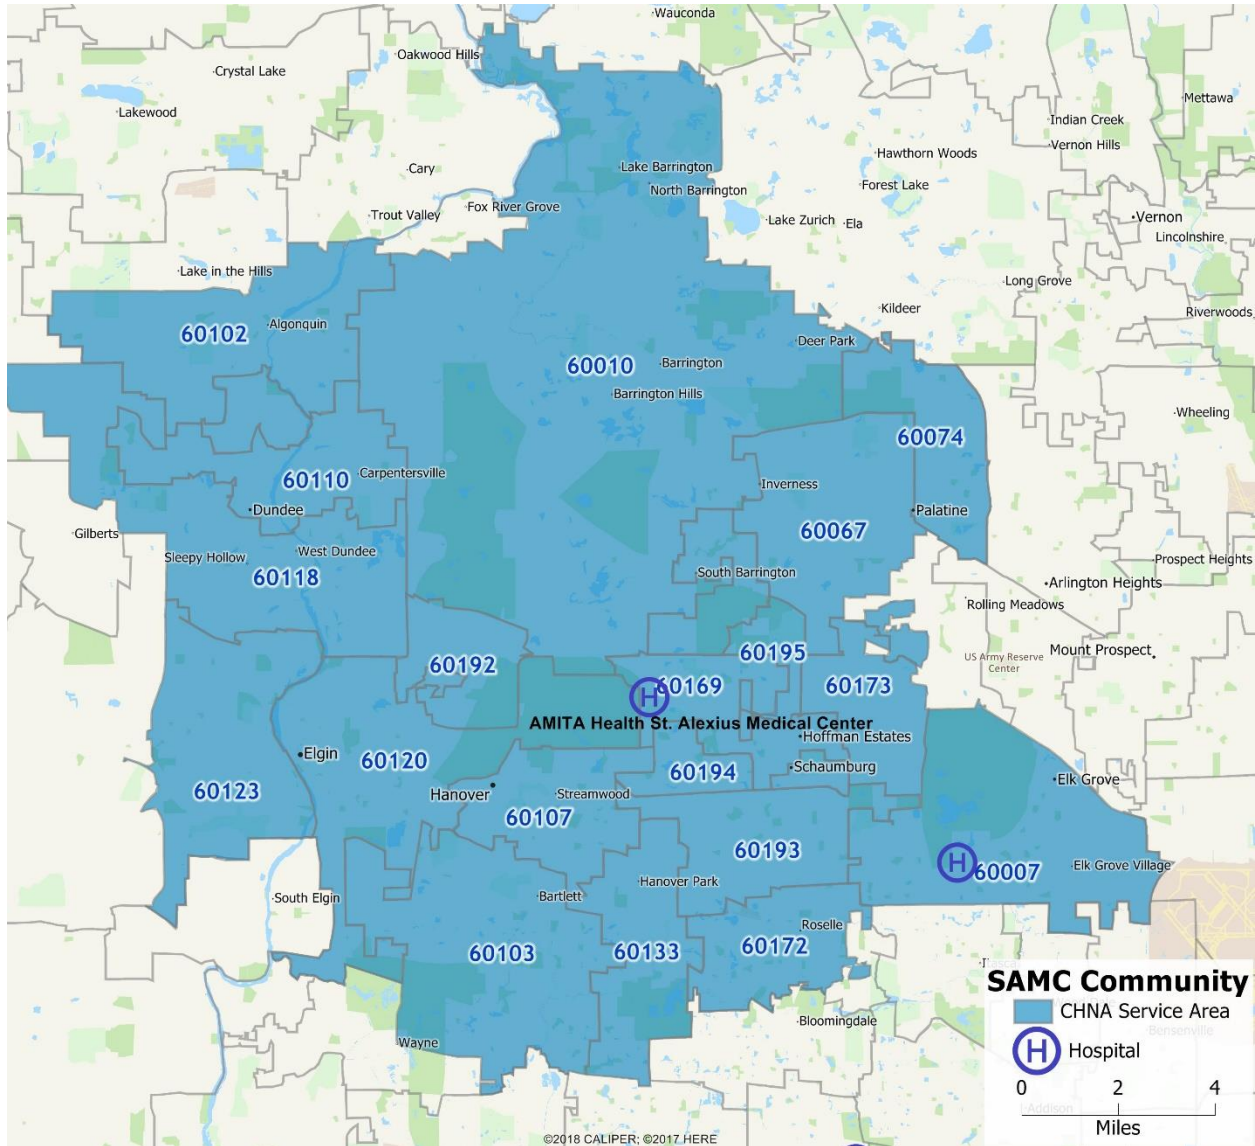 Wauconda
Oakwood Hills
Crystal Lake
Lakewood
Mettawa
Indian Creek
Vernon Hills
Hawthorn Woods
Cary
Lake Barrington
North Barrington
Forest Lake
Trout Valley
Fox River Grove
Lake Zurich
Ela
Vernon
Lincolnshire
Lake in the Hills
Long Grove
Kildeer
Riverwoods
Algonquin
60102
Deer Park
60010
Barrington
Barrington Hills
Wheeling
60074
Carpentersville
60110
Inverness
Dundee
Palatine
Gilberts
60067
West Dundee
Sleepy Hollow
60118
South Barrington
Prospect Heights
Arlington Heights
Rolling Meadows
60195
US Army Reserve
Center
Mount Prospect
60192
H
60169
60173
AMITA Health St. Alexius Medical Center
Hoffman Estates
Elgin
60120
60194
Schaumburg
Elk Grove
60123
Hanover
Streamwood
60107
60193
H
60007
Elk Grove Village
Hanover Park
South Elgin
Bartlett
Roselle
60103
60133
60172
Bloomingdale
Wayne
SAMC Community
CHNA Service Area
Bensenville
H
Hospital
0 2 4
Addison
Miles
©2018 CALIPER; ©2017 HERE